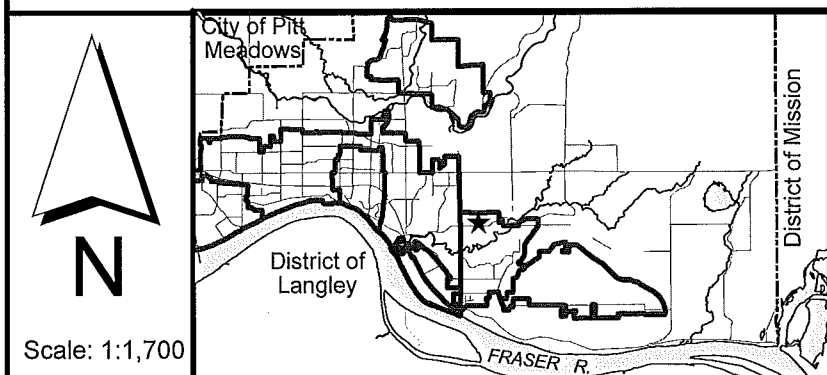 City of Pitt
Meadows
District of Mission
District of
Langley
FRASER R.
N
Scale: 1:1,700